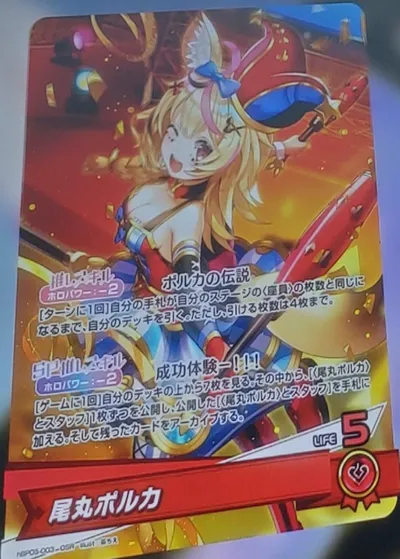 推しスキル
ホロパワー：－2
ポルカの伝説
[ターンに1回]自分の手札が自分のステージの〈座員〉の枚数と同じに
なるまで、自分のデッキを引く。ただし、引ける枚数は4枚まで。
SP推しスキル
ホロパワー：－2
成功体験ー！！！
[ゲームに1回]自分のデッキの上から7枚を見る。その中から、[〈尾丸ポルカ〉
とスタッフ]1枚ずつを公開し、公開した[〈尾丸ポルカ〉とスタッフ]を手札に
加える。そして残ったカードをアーカイブする。
LIFE 5
尾丸ポルカ
-003 OSR illust.